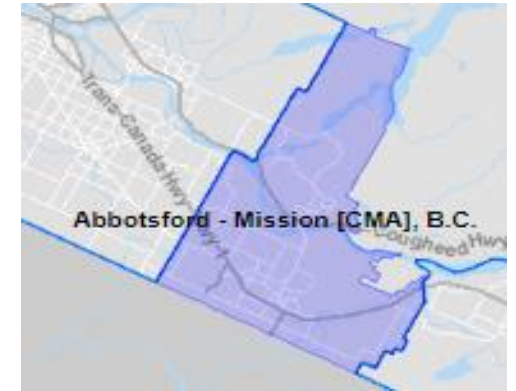 Trans-Canada Hwy
Hwy 1
Abbotsford - Mission [CMA], B.C.
Lougheed Hwy